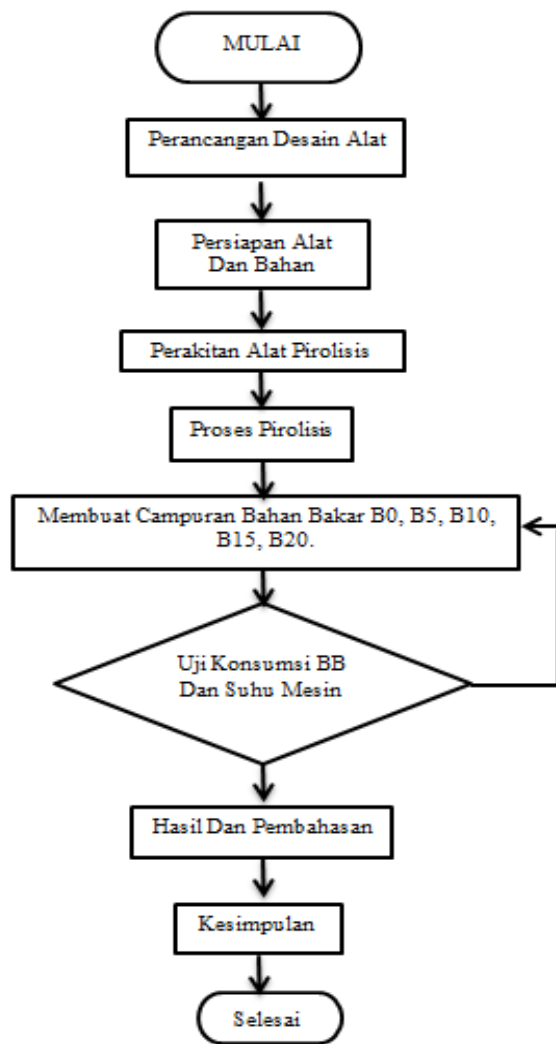 MULAI
Perancangan Desain Alat
Persiapan Alat
Dan Bahan
Perakitan Alat Pirolisis
Proses Pirolisis
Membuat Campuran Bahan Bakar B0, B5, B10,
B15, B20.
Uji Konsumsi BB
Dan Suhu Mesin
Hasil Dan Pembahasan
Kesimpulan
Selesai